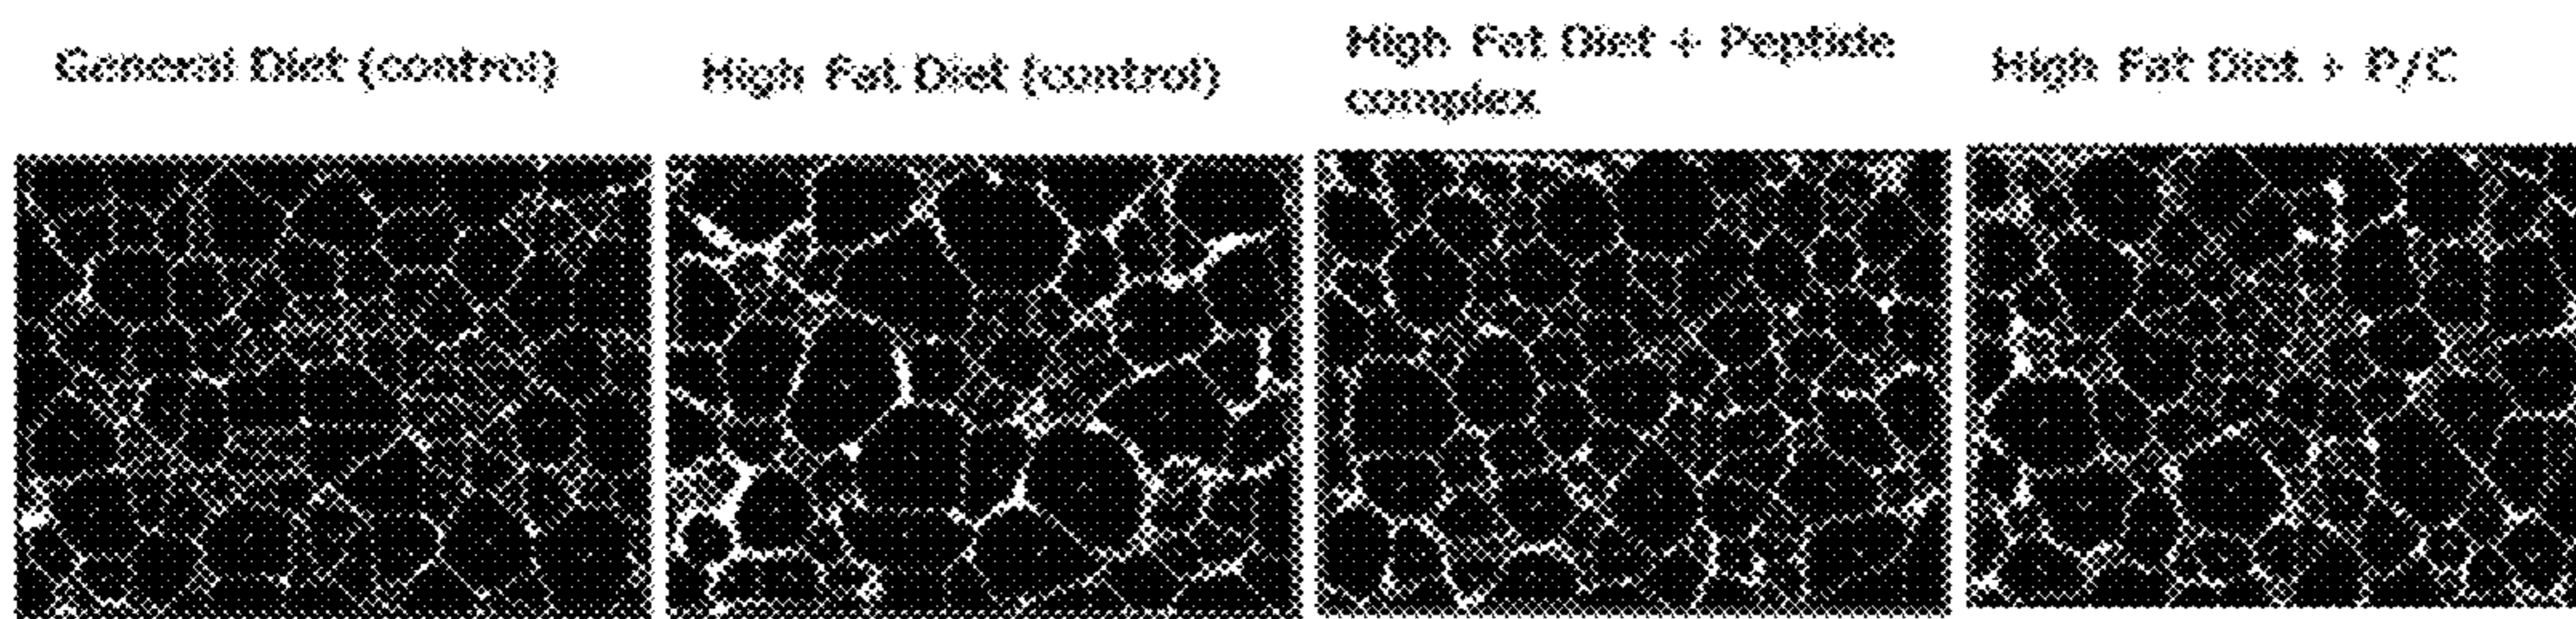 General Diet (control)
High Fat Diet (control)
High Fat Diet + Peptide
complex
High Fat Diet + P/C